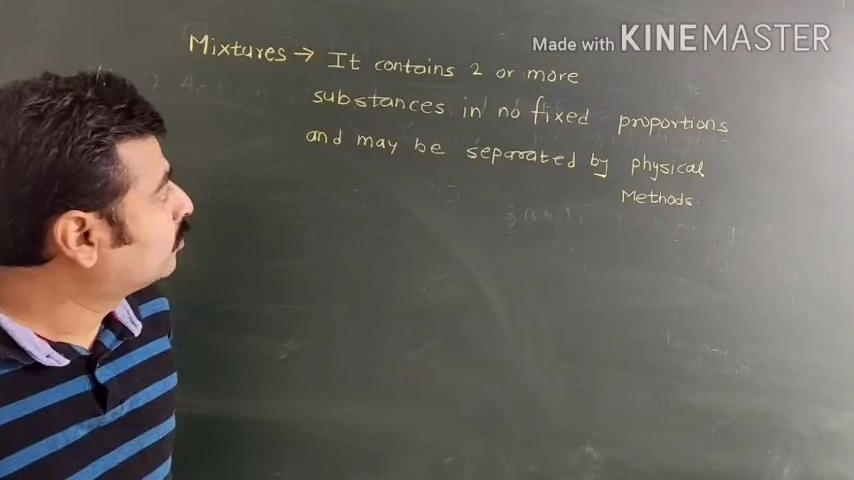 Made with KINEMASTER
Mixtures → It contains 2 or more
substances in no fixed proportions
and may be separated by physical
Methods